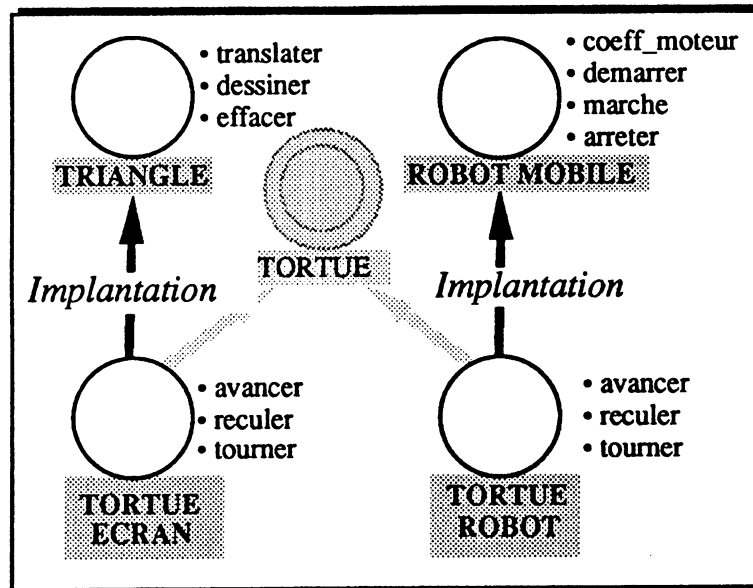 • translater
• dessiner
• effacer
TRIANGLE
• coeff_moteur
• demarrer
• marche
• arreter
ROBOT MOBILE
TORTUE
Implantation
Implantation
• avancer
• reculer
• tourner
TORTUE
ECRAN
• avancer
• reculer
• tourner
TORTUE
ROBOT